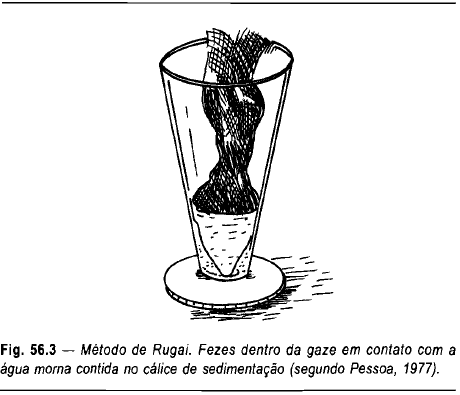 Fig. 56.3 — Método de Rugai. Fezes dentro da gaze em contato com a
água morna contida no cálice de sedimentação (segundo Pessoa, 1977).